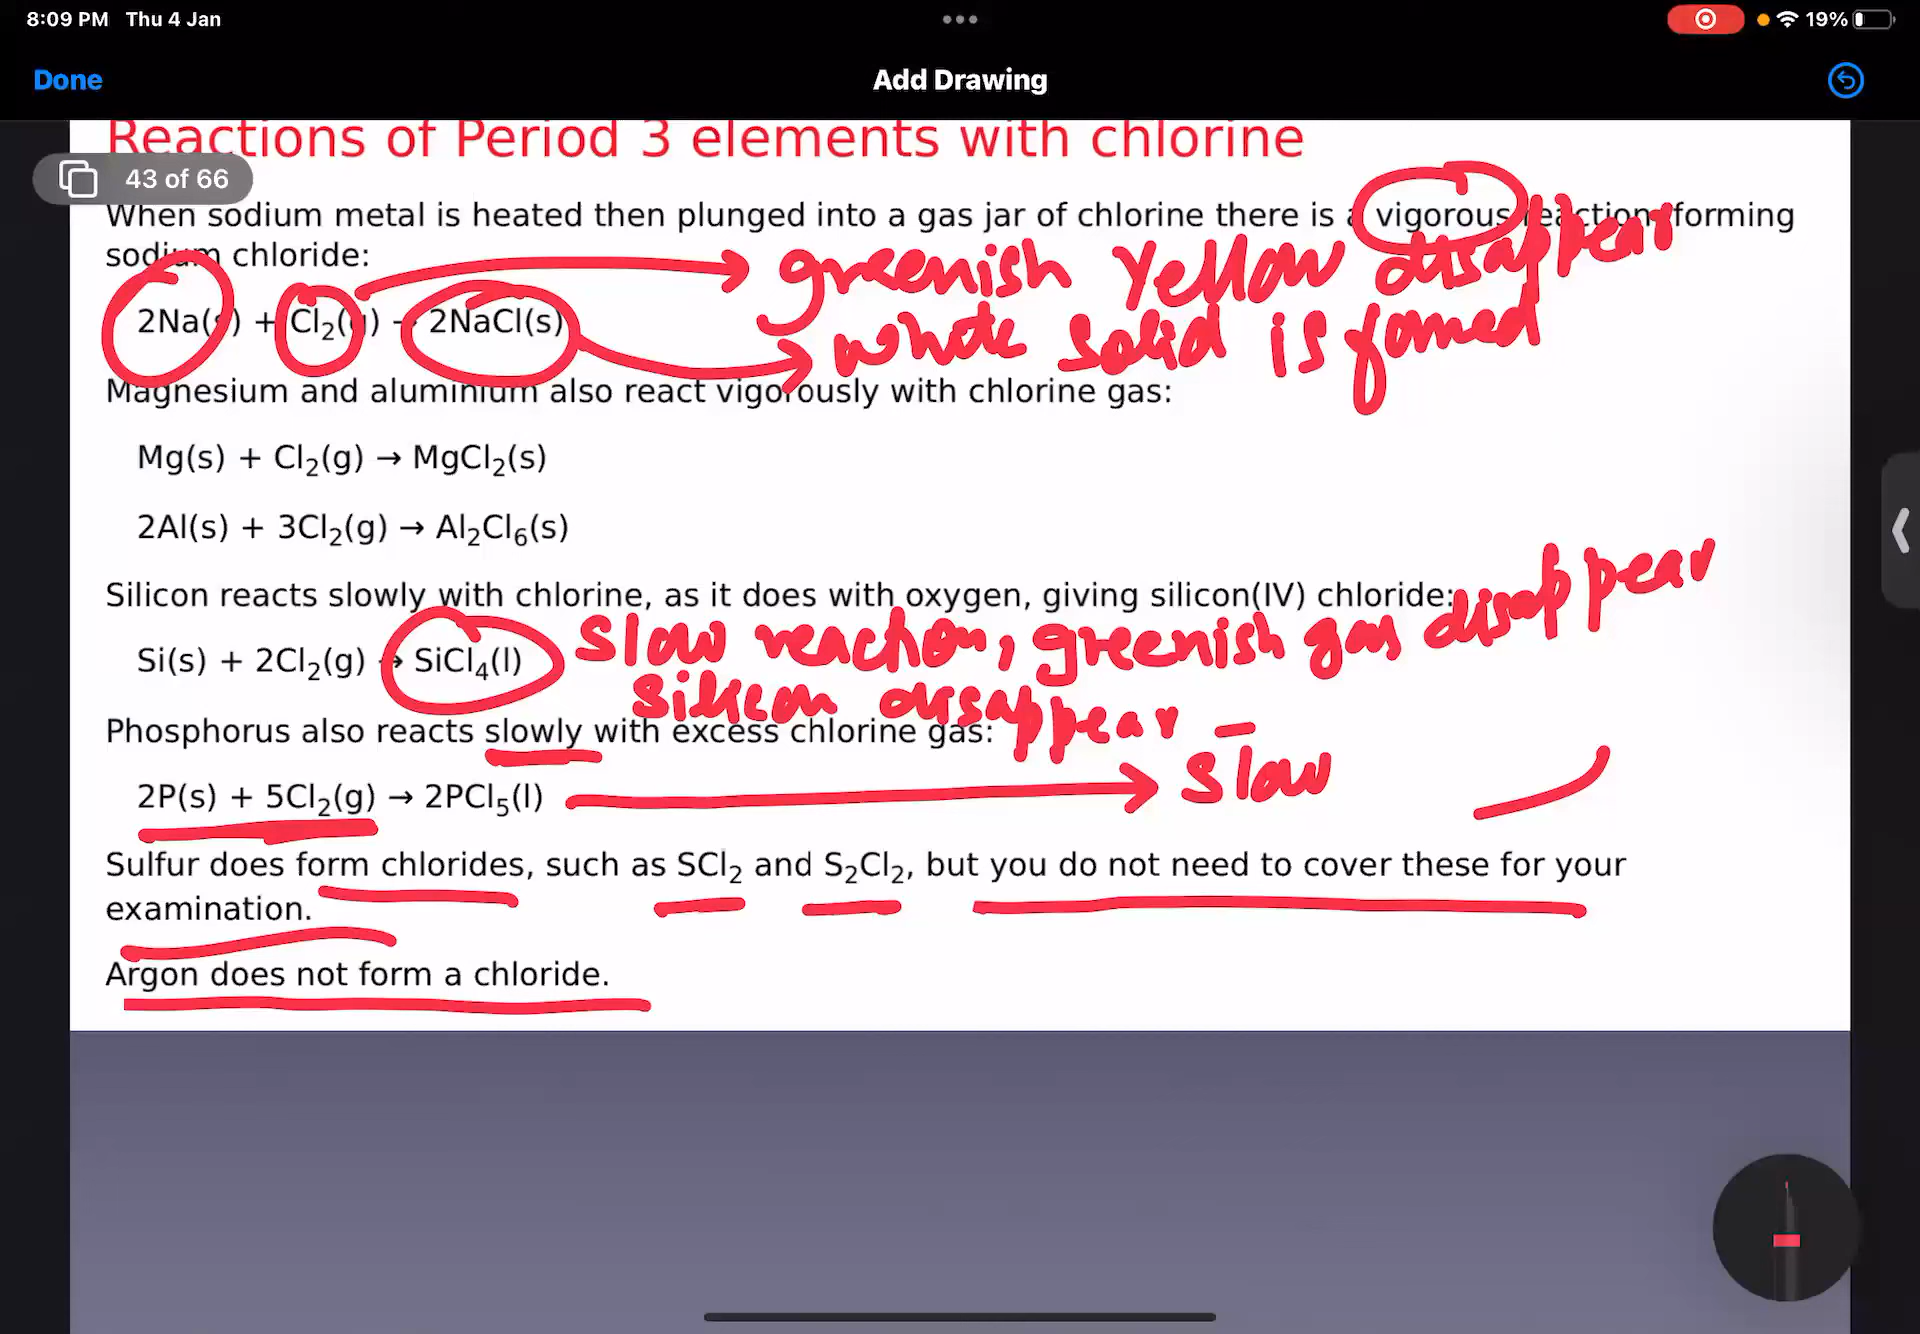 8:09 PM Thu 4 Jan
19%
Done
Add Drawing
Reactions of Period 3 elements with chlorine
43 of 66
When sodium metal is heated then plunged into a gas jar of chlorine there is a vigorous reaction, forming
sodium chloride:
greenish yellow disappear
2Na(s) + Cl₂(g) → 2NaCl(s)
white solid is formed
Magnesium and aluminium also react vigorously with chlorine gas:
Mg(s) + Cl₂(g) → MgCl₂(s)
2Al(s) + 3Cl₂(g) → Al₂Cl₆(s)
Silicon reacts slowly with chlorine, as it does with oxygen, giving silicon(IV) chloride:
Si(s) + 2Cl₂(g) → SiCl₄(l)
slow reaction, greenish gas disappear
silicon disappear
Phosphorus also reacts slowly with excess chlorine gas:
2P(s) + 5Cl₂(g) → 2PCl₅(l)
slow
Sulfur does form chlorides, such as SCl₂ and S₂Cl₂, but you do not need to cover these for your
examination.
Argon does not form a chloride.